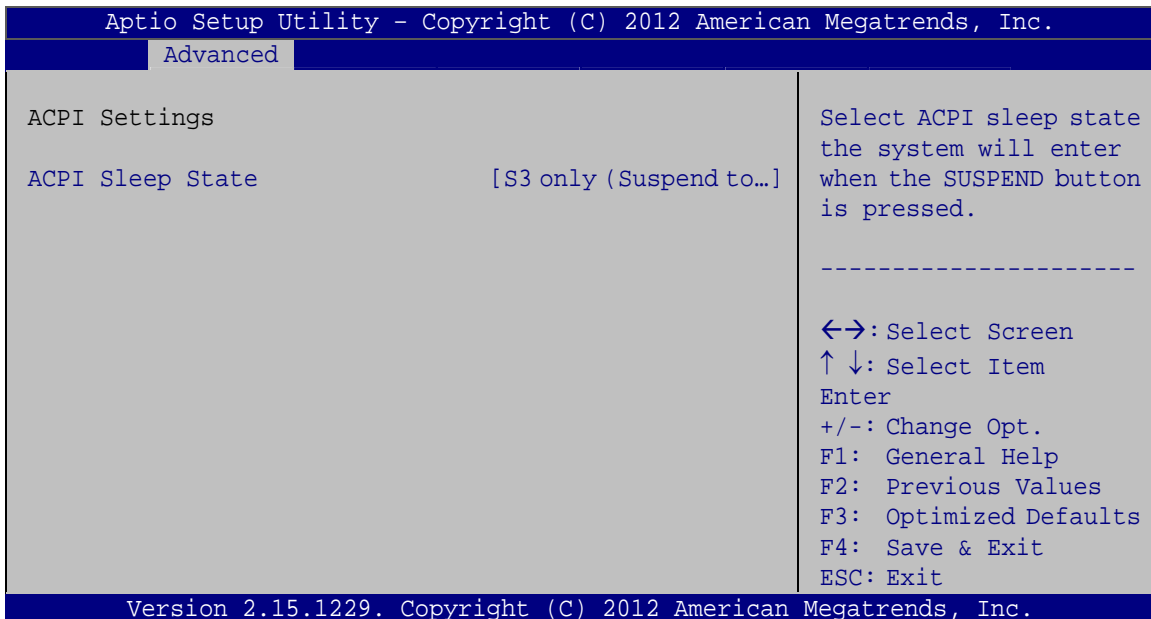 Aptio Setup Utility – Copyright (C) 2012 American Megatrends, Inc.
Advanced
ACPI Settings
ACPI Sleep State [S3 only (Suspend to…]
Select ACPI sleep state
the system will enter
when the SUSPEND button
is pressed.
----------------------
←→: Select Screen
↑ ↓: Select Item
Enter
+/-: Change Opt.
F1: General Help
F2: Previous Values
F3: Optimized Defaults
F4: Save & Exit
ESC: Exit
Version 2.15.1229. Copyright (C) 2012 American Megatrends, Inc.